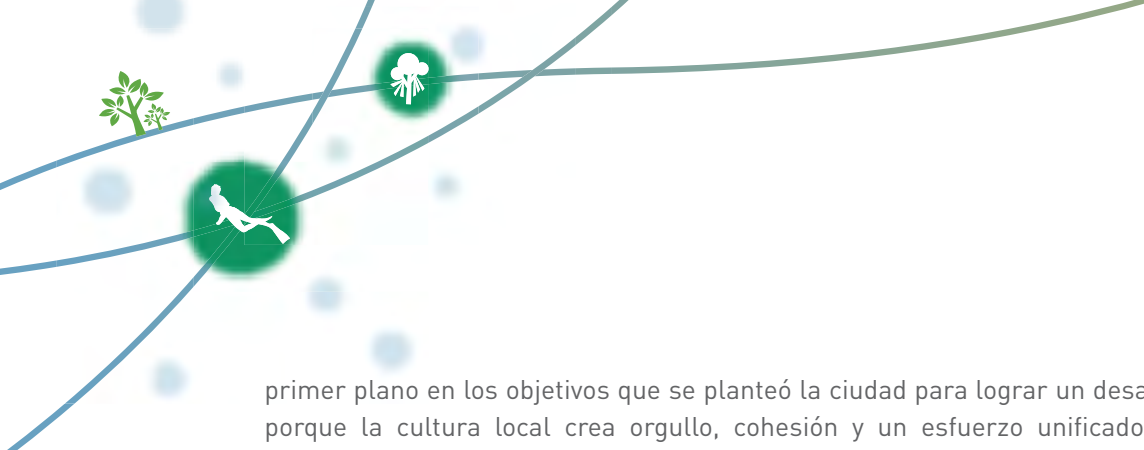 primer plano en los objetivos que se planteó la ciudad para lograr un
porque la cultura local crea orgullo, cohesión y un esfuerzo unificado